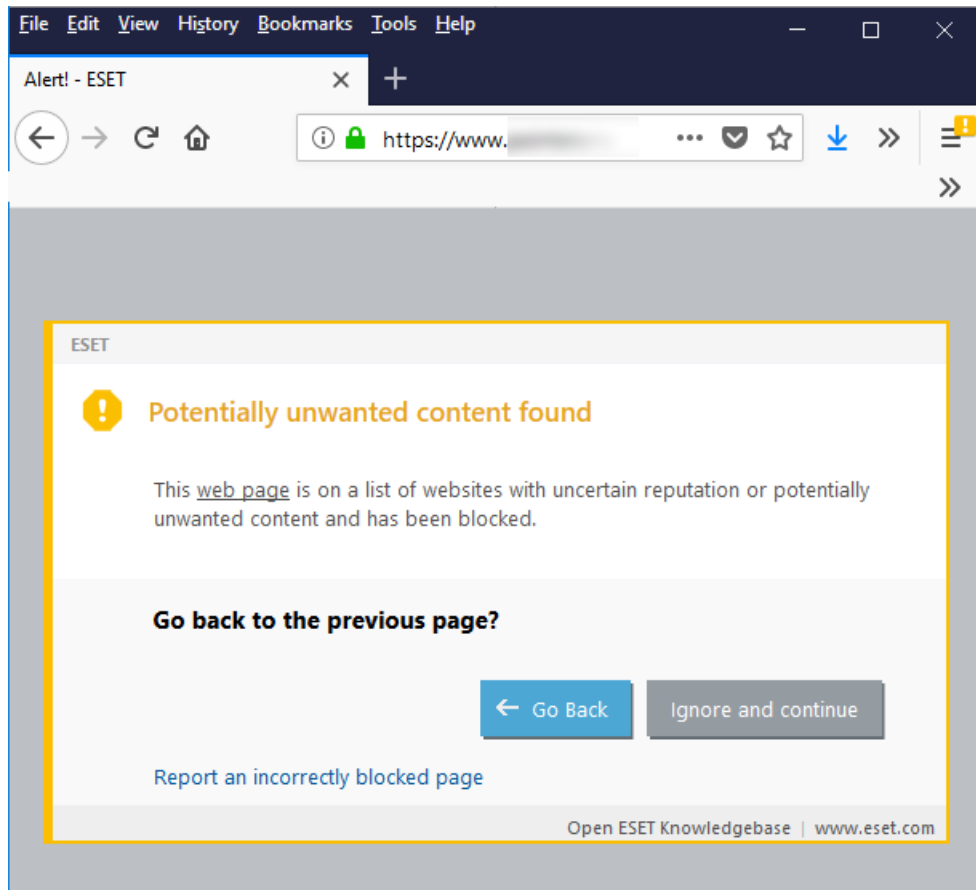 File Edit View History Bookmarks Tools Help
Alert! - ESET
https://www.
ESET
Potentially unwanted content found
This web page is on a list of websites with uncertain reputation or potentially
unwanted content and has been blocked.
Go back to the previous page?
Go Back Ignore and continue
Report an incorrectly blocked page
Open ESET Knowledgebase | www.eset.com